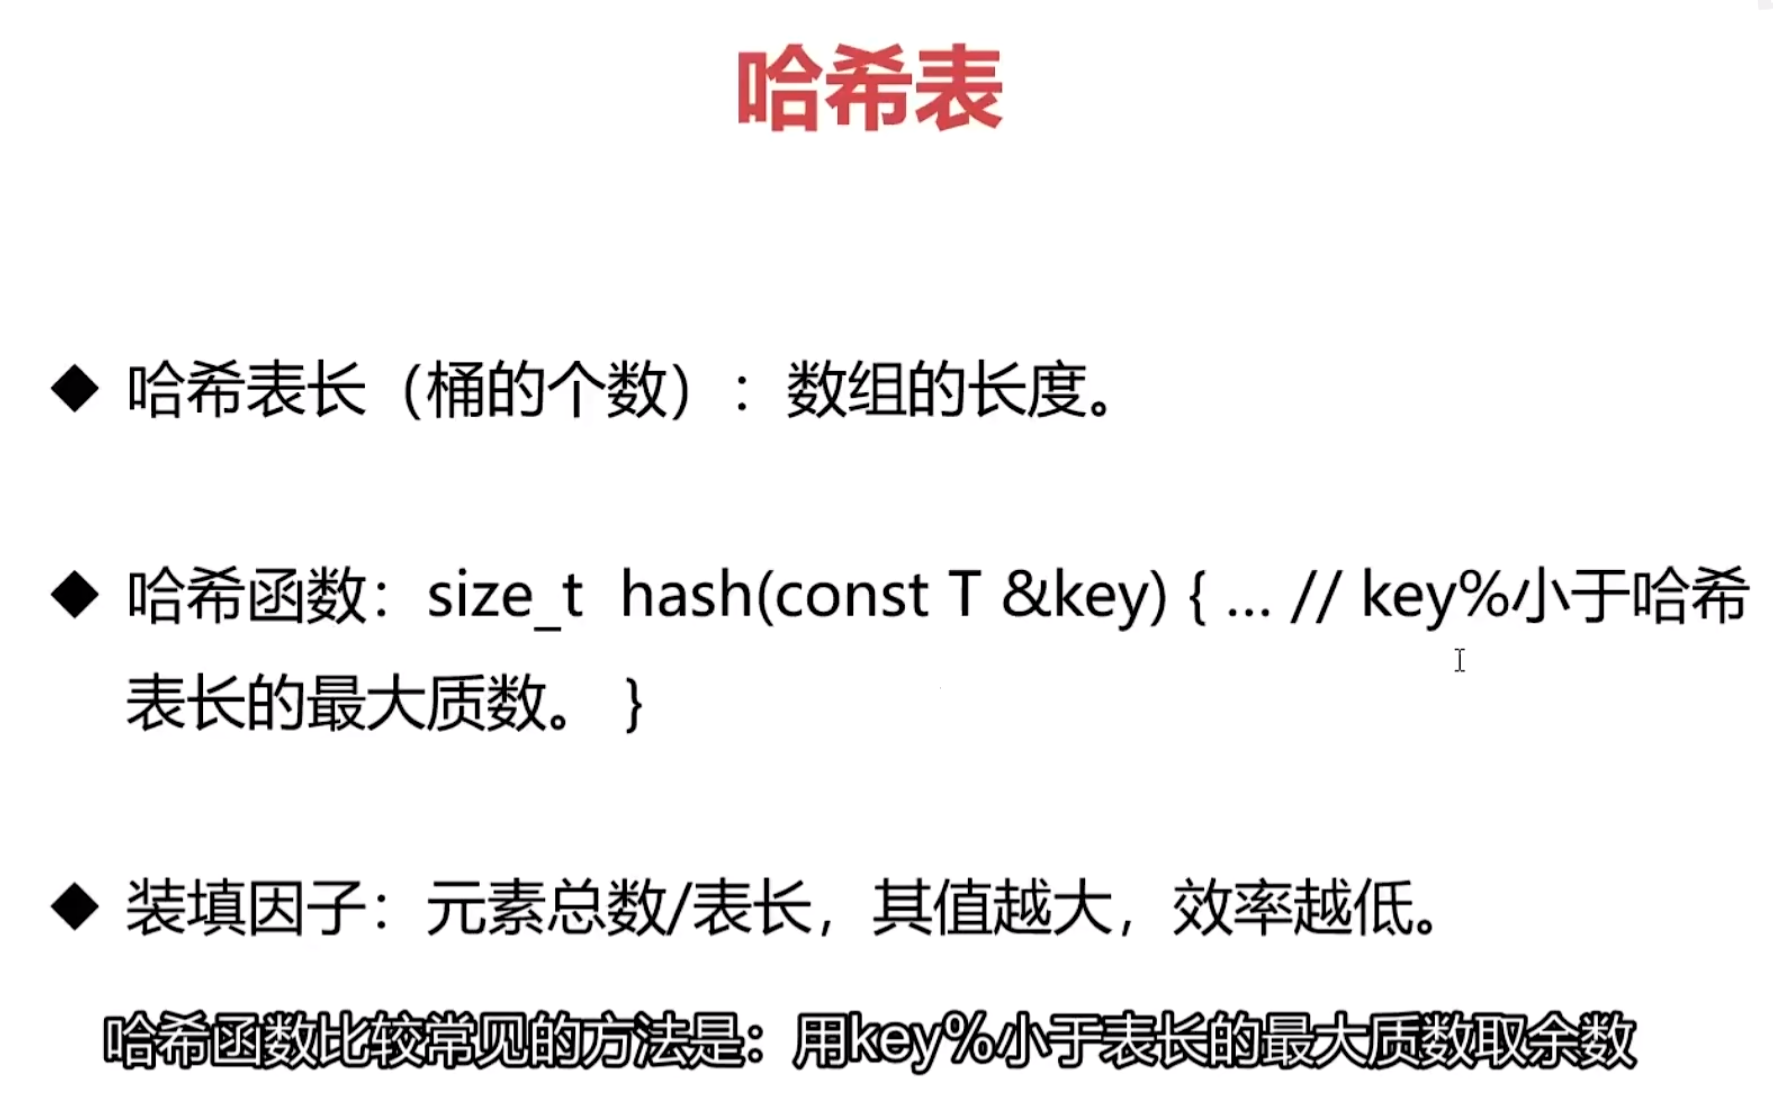 哈希表
◆ 哈希表长（桶的个数）：数组的长度。
◆ 哈希函数：size_t hash(const T &key) { ... // key%小于哈希
表长的最大质数。 }
◆ 装填因子：元素总数/表长，其值越大，效率越低。
哈希函数比较常见的方法是：用key%小于表长的最大质数取余数